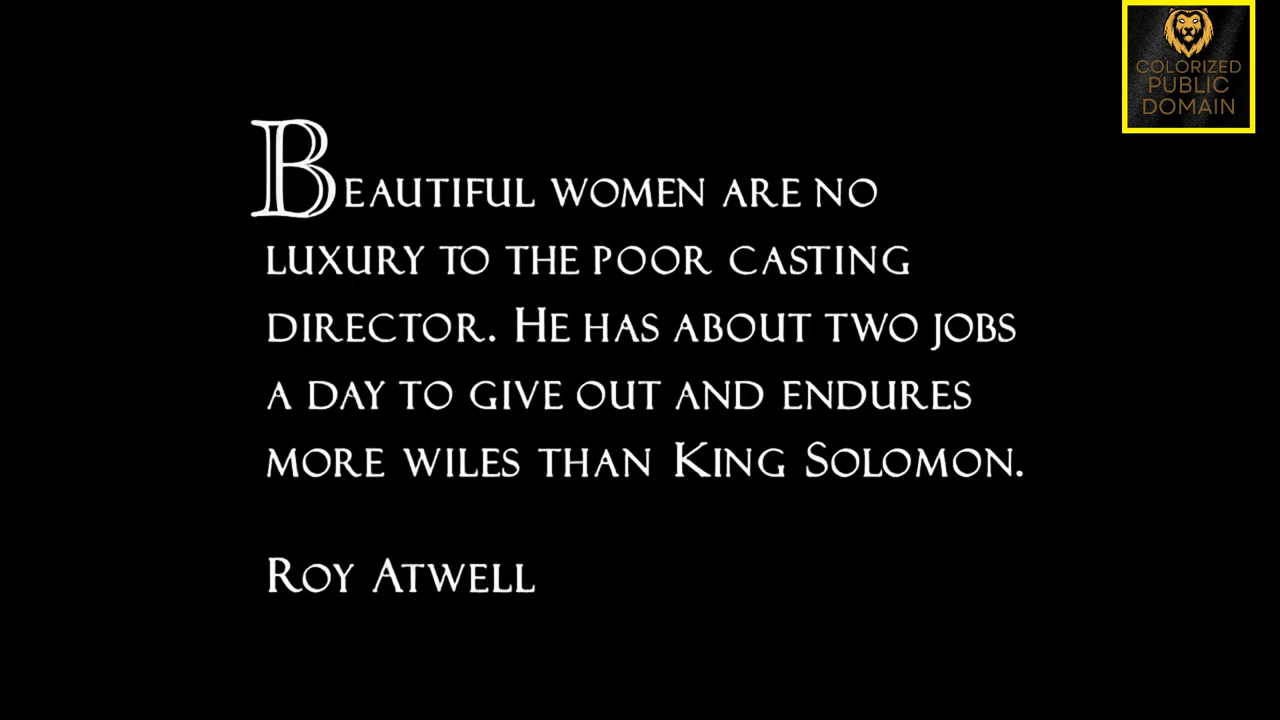 COLORIZED
PUBLIC
DOMAIN
BEAUTIFUL WOMEN ARE NO
LUXURY TO THE POOR CASTING
DIRECTOR. HE HAS ABOUT TWO JOBS
A DAY TO GIVE OUT AND ENDURES
MORE WILES THAN KING SOLOMON.
ROY ATWELL